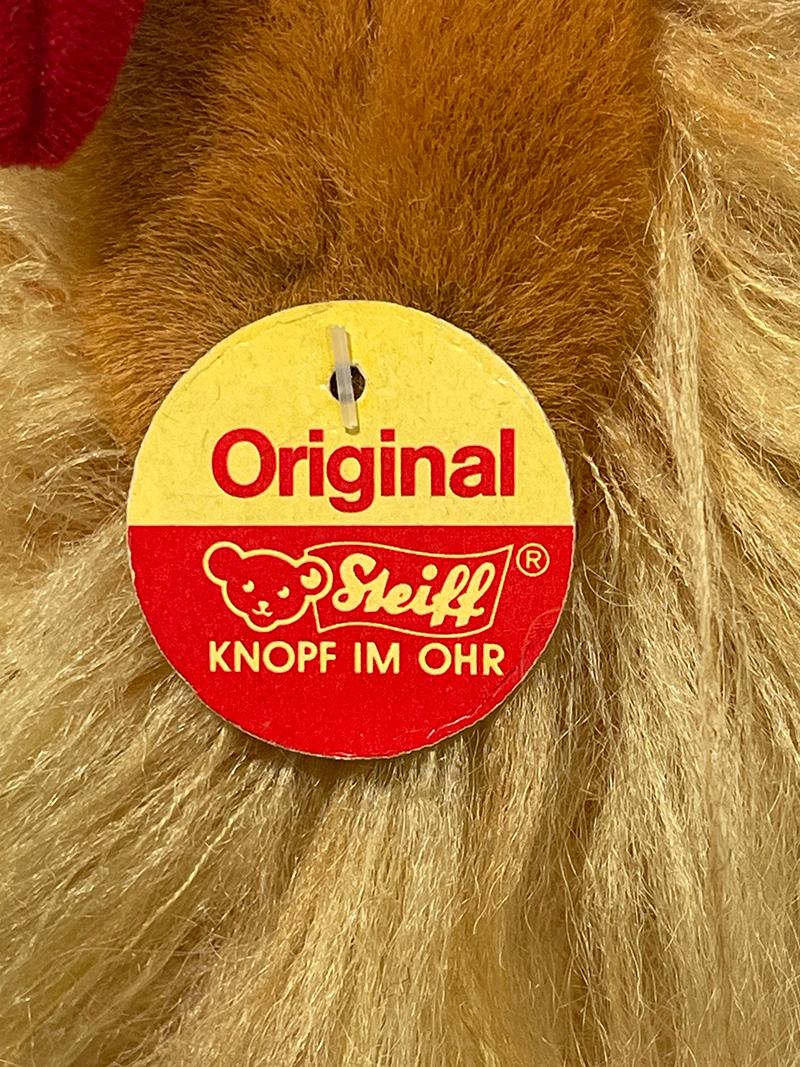 Original
Steiff ®
KNOPF IM OHR